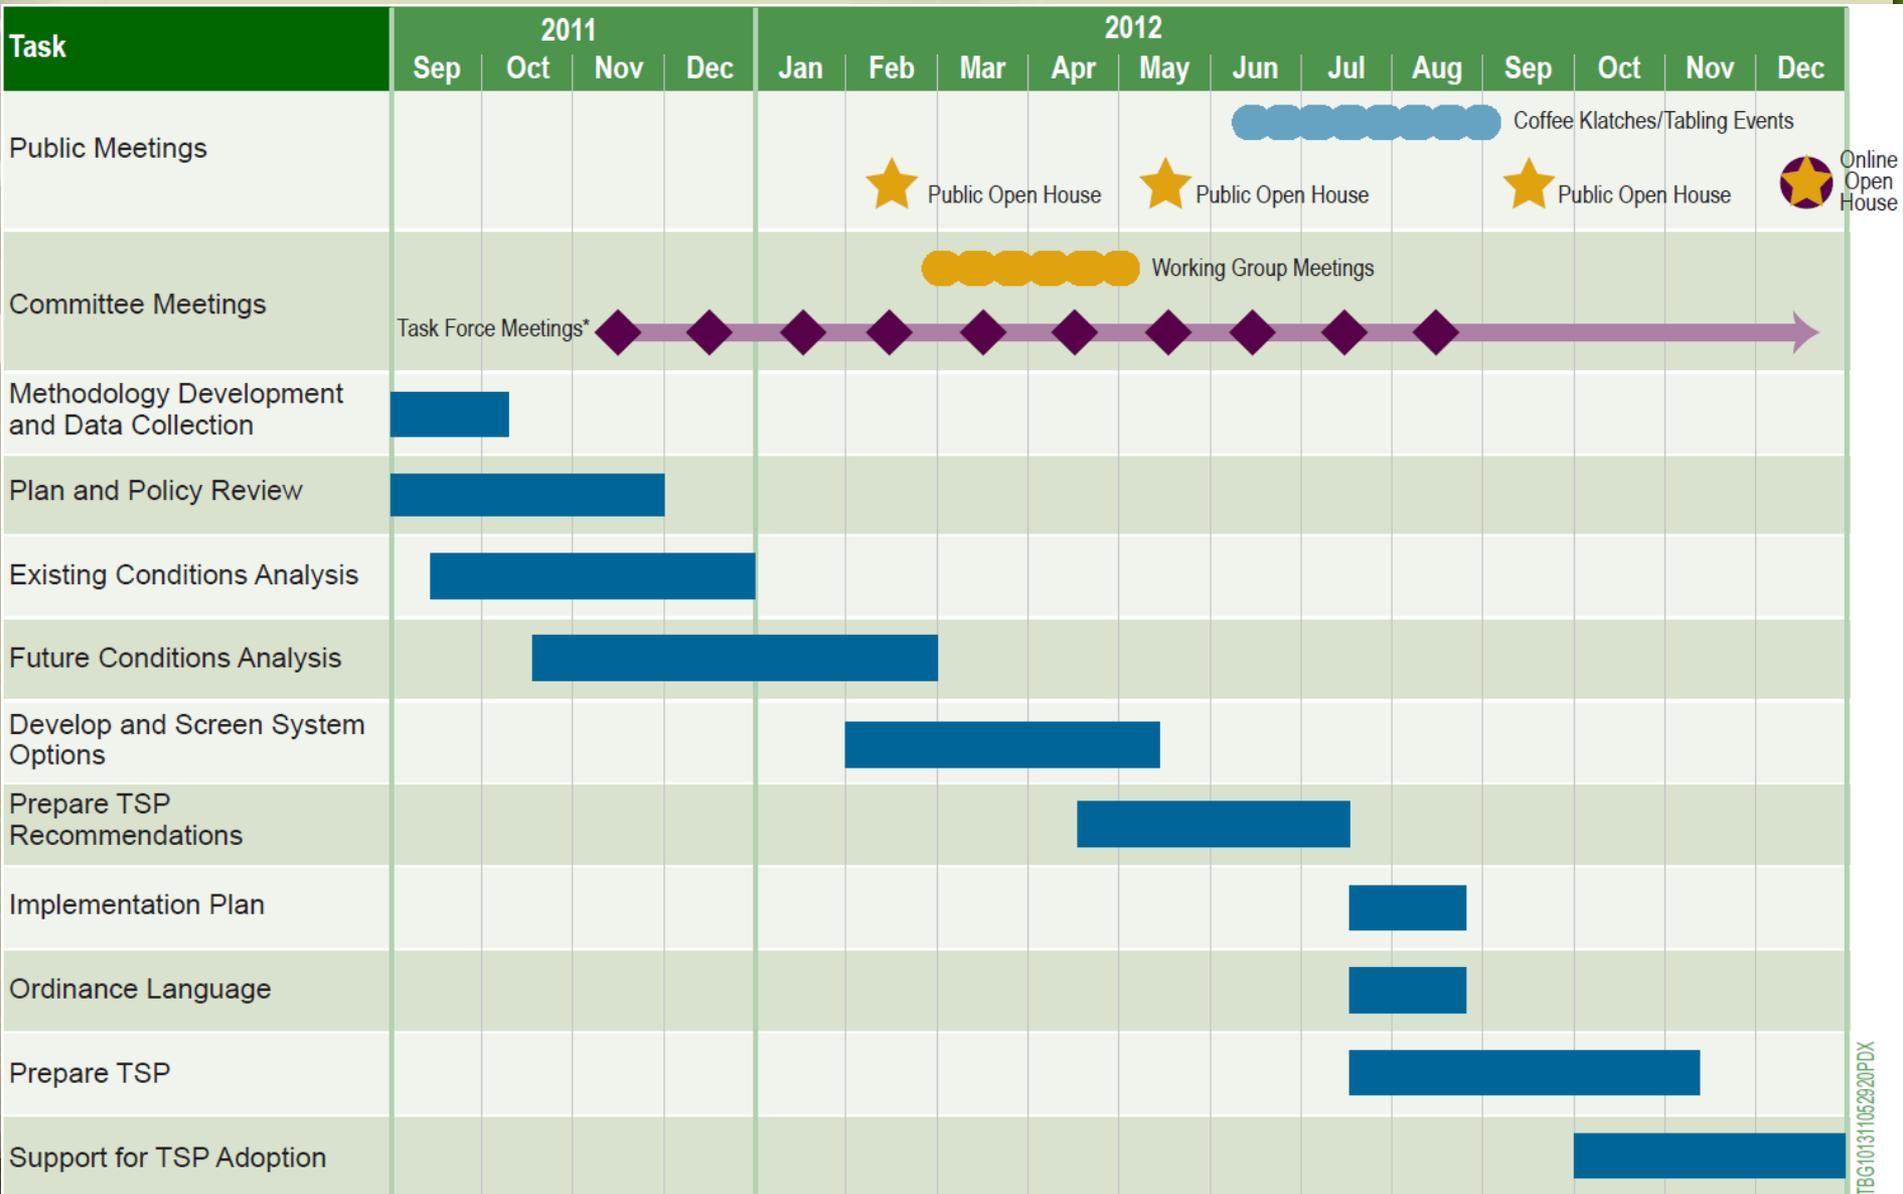 Task
2011
2012
Sep Oct Nov Dec Jan Feb Mar Apr May Jun Jul Aug Sep Oct Nov Dec
Public Meetings
Coffee Klatches/Tabling Events
Public Open House
Public Open House
Public Open House
Online
Open
House
Committee Meetings
Working Group Meetings
Task Force Meetings*
Methodology Development
and Data Collection
Plan and Policy Review
Existing Conditions Analysis
Future Conditions Analysis
Develop and Screen System
Options
Prepare TSP
Recommendations
Implementation Plan
Ordinance Language
Prepare TSP
Support for TSP Adoption
TBG101311052920PDX